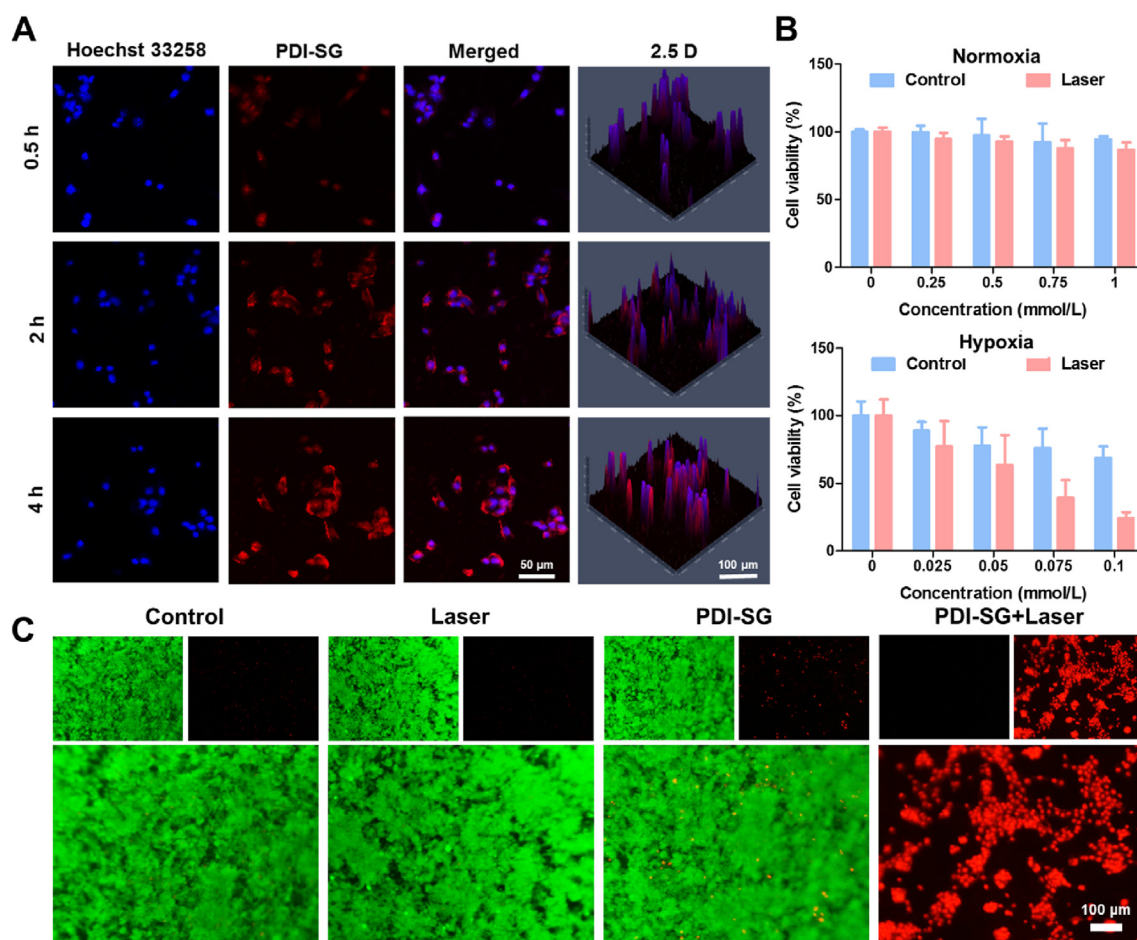 A
Hoechst 33258
PDI-SG
Merged
2.5 D
0.5 h
2 h
4 h
50 µm
100 µm
B
Normoxia
Control
Laser
Cell viability (%)
150
100
50
0
0
0.25
0.5
0.75
1
Concentration (mmol/L)
Hypoxia
Control
Laser
Cell viability (%)
150
100
50
0
0
0.025
0.05
0.075
0.1
Concentration (mmol/L)
C
Control
Laser
PDI-SG
PDI-SG+Laser
100 µm